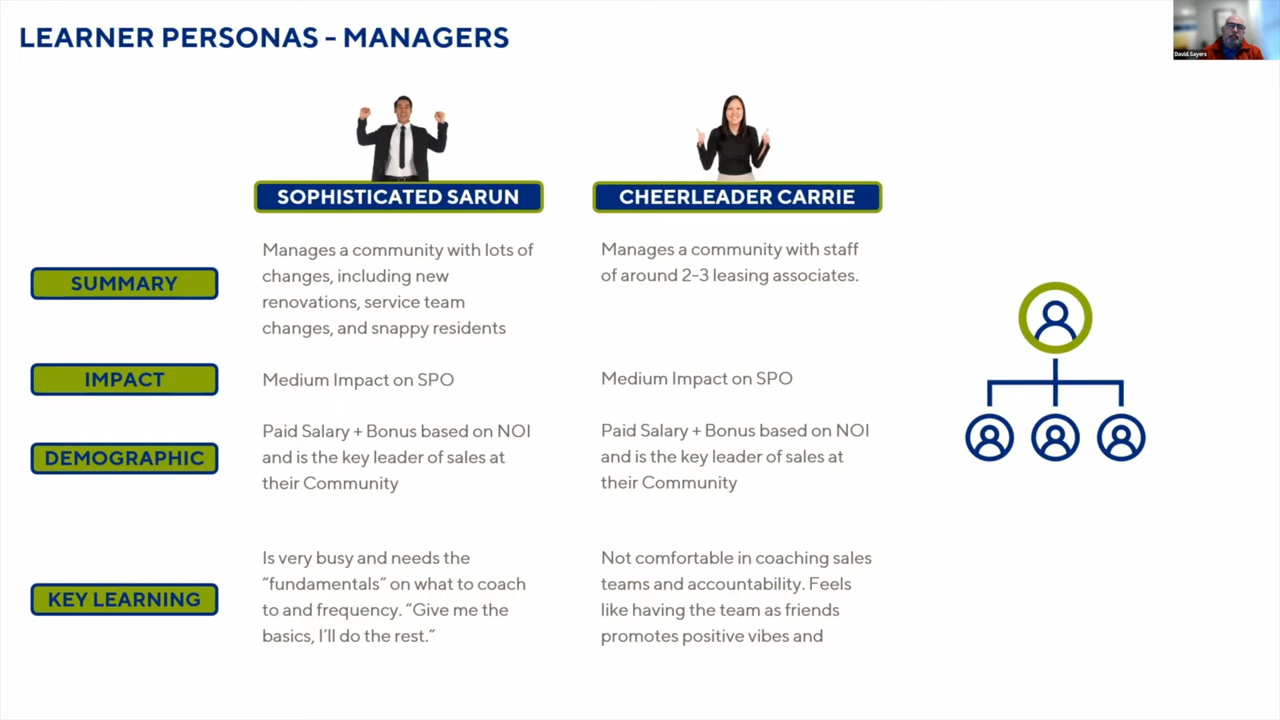 LEARNER PERSONAS - MANAGERS
David.Sayers
SOPHISTICATED SARUN
CHEERLEADER CARRIE
SUMMARY
Manages a community with lots of
changes, including new
renovations, service team
changes, and snappy residents
Manages a community with staff
of around 2-3 leasing associates.
IMPACT
Medium Impact on SPO
Medium Impact on SPO
DEMOGRAPHIC
Paid Salary + Bonus based on NOI
and is the key leader of sales at
their Community
Paid Salary + Bonus based on NOI
and is the key leader of sales at
their Community
KEY LEARNING
Is very busy and needs the
“fundamentals” on what to coach
to and frequency. “Give me the
basics, I’ll do the rest.”
Not comfortable in coaching sales
teams and accountability. Feels
like having the team as friends
promotes positive vibes and